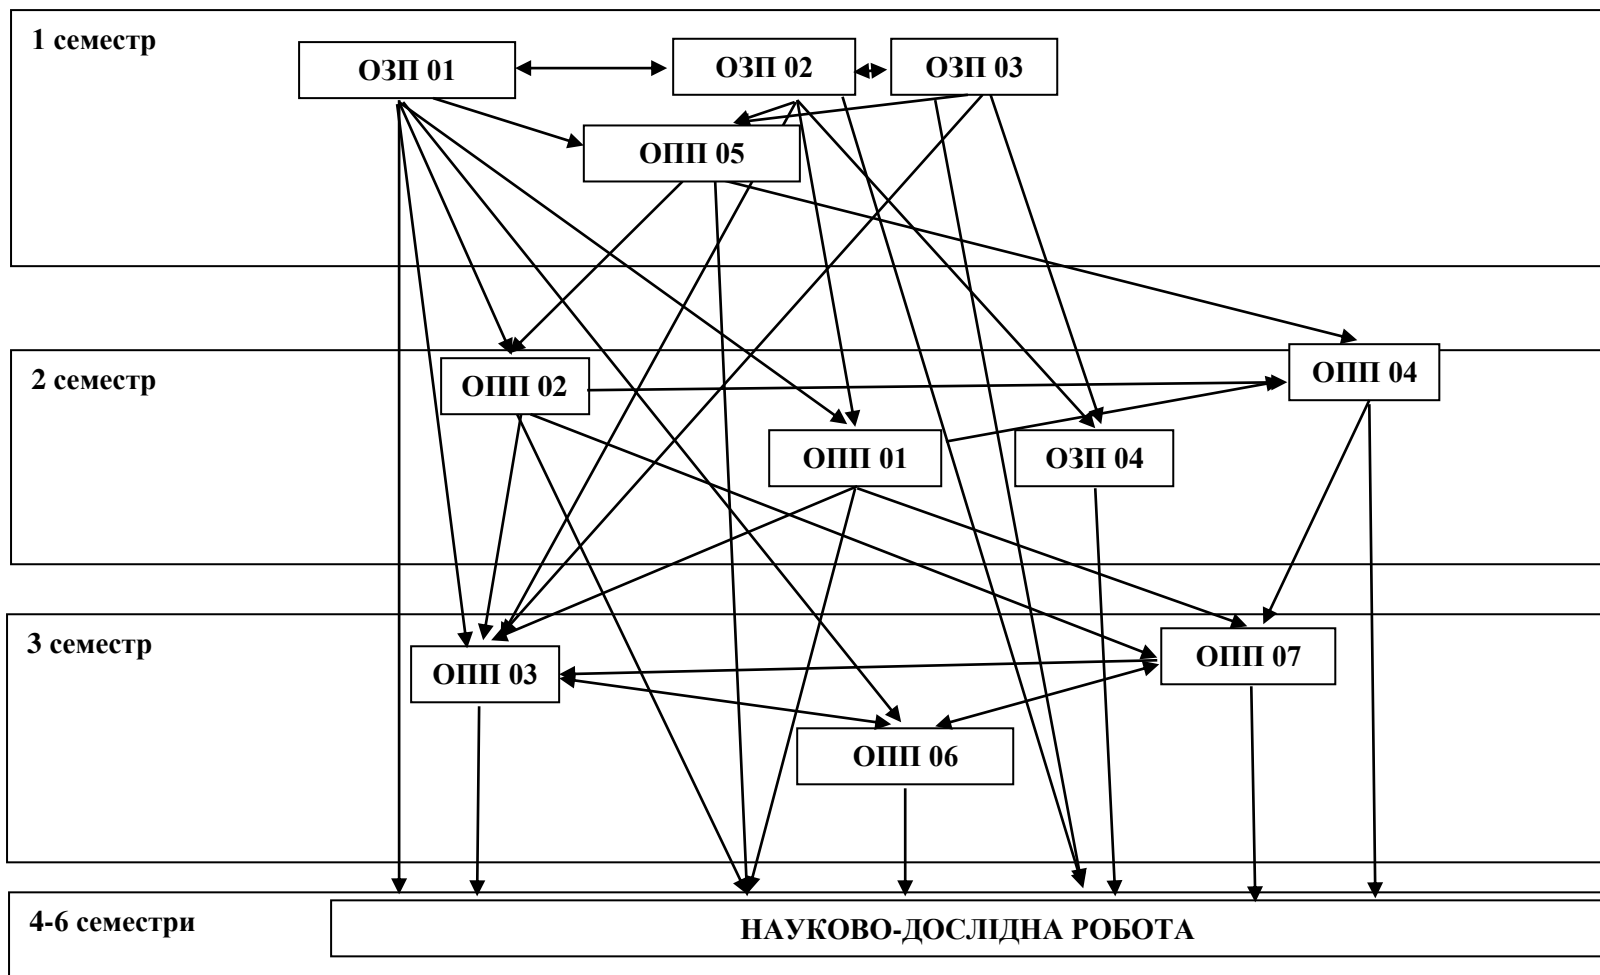 1 семестр
ОЗП 01
ОЗП 02
ОЗП 03
ОПП 05
2 семестр
ОПП 02
ОПП 04
ОПП 01
ОЗП 04
3 семестр
ОПП 03
ОПП 07
ОПП 06
4-6 семестри
НАУКОВО-ДОСЛІДНА РОБОТА